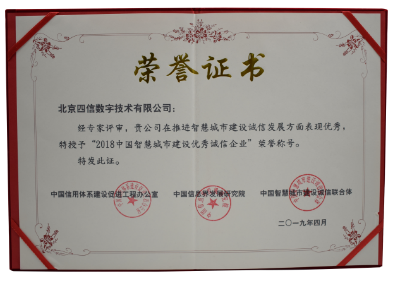 荣誉证书
北京四信数字技术有限公司：
经专家评审，贵公司在推进智慧城市建设诚信发展方面表现优秀，
特授予“2018中国智慧城市建设优秀诚信企业”荣誉称号。
特发此证。
中国信用体系建设促进工程办公室 中国信息界发展研究院 中国智慧城市建设诚信联合体
二〇一九年四月